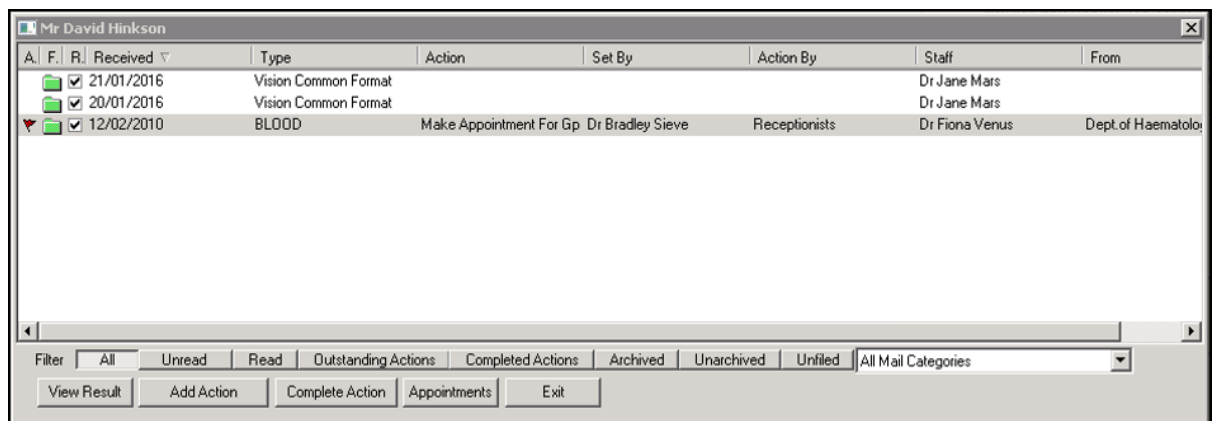 Mr David Hinkson
A. F. R. Received Type Action Set By Action By Staff From
21/01/2016 Vision Common Format Dr Jane Mars
20/01/2016 Vision Common Format Dr Jane Mars
12/02/2010 BLOOD Make Appointment For Gp Dr Bradley Sieve Receptionists Dr Fiona Venus Dept.of Haematolo
Filter All Unread Read Outstanding Actions Completed Actions Archived Unarchived Unfiled All Mail Categories
View Result Add Action Complete Action Appointments Exit